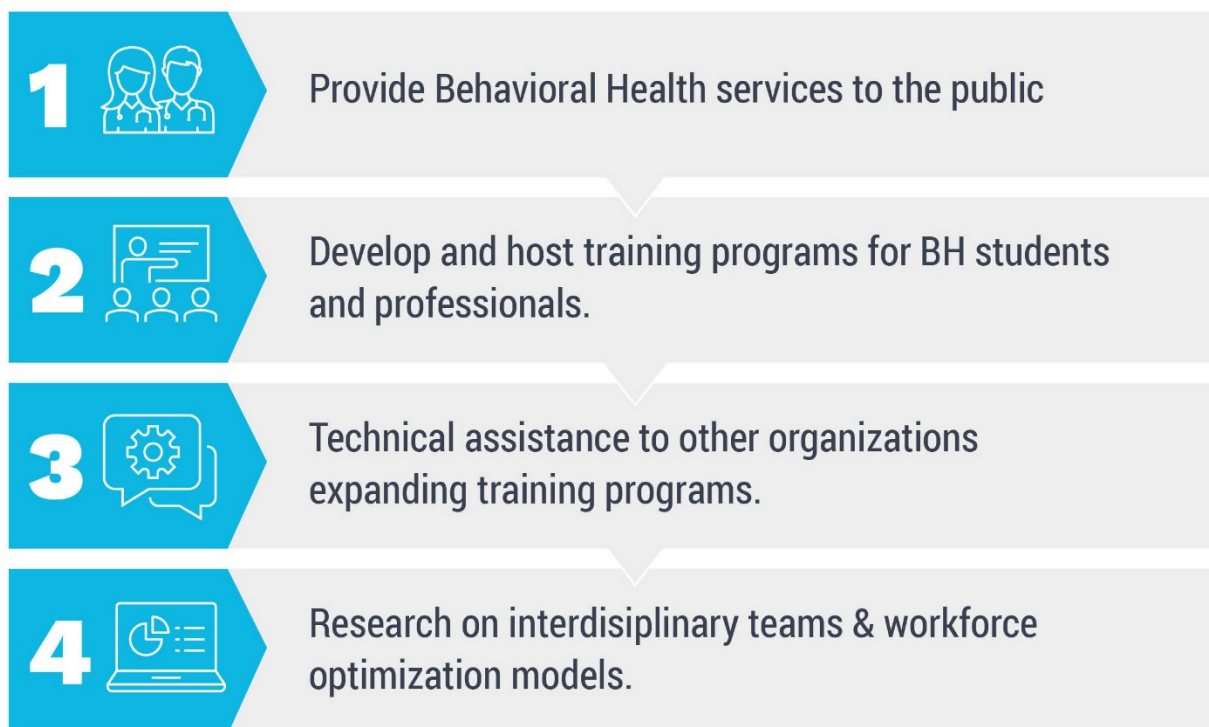 1
Provide Behavioral Health services to the public
2
Develop and host training programs for BH students
and professionals.
3
Technical assistance to other organizations
expanding training programs.
4
Research on interdisiplinary teams & workforce
optimization models.